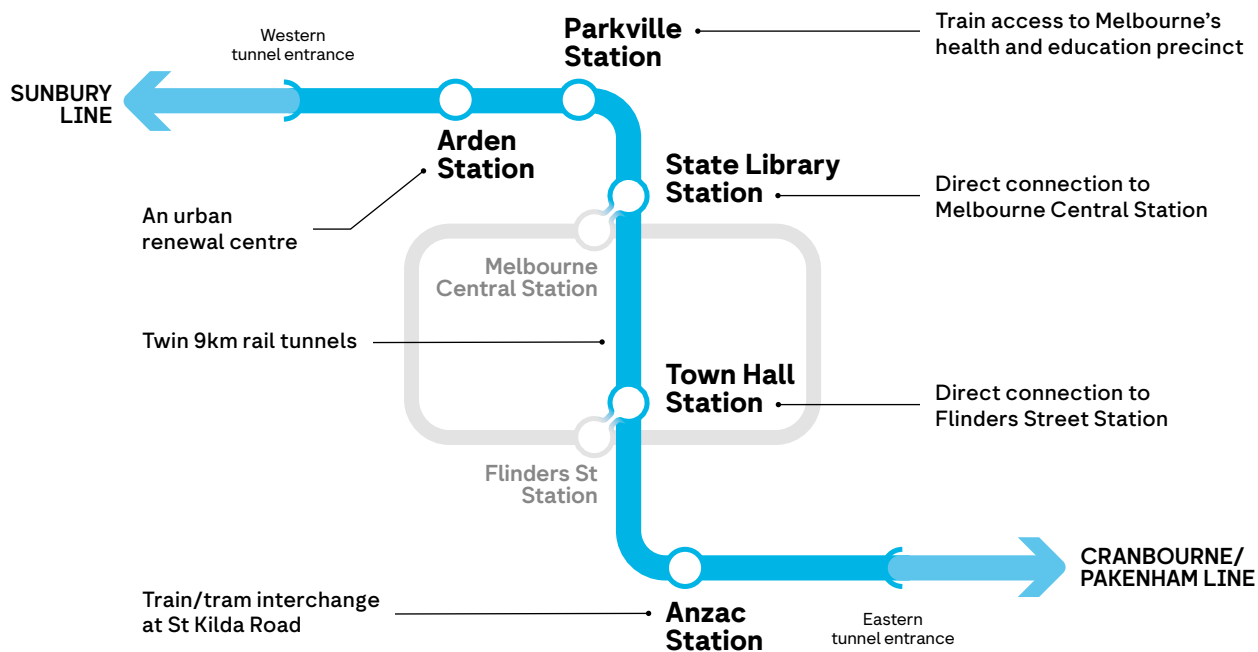 Western
tunnel entrance
Parkville
Station
Train access to Melbourne's
health and education precinct
SUNBURY
LINE
Arden
Station
State Library
Station
Direct connection to
Melbourne Central Station
An urban
renewal centre
Melbourne
Central Station
Twin 9km rail tunnels
Town Hall
Station
Direct connection to
Flinders Street Station
Flinders St
Station
CRANBOURNE/
PAKENHAM LINE
Train/tram interchange
at St Kilda Road
Anzac
Station
Eastern
tunnel entrance